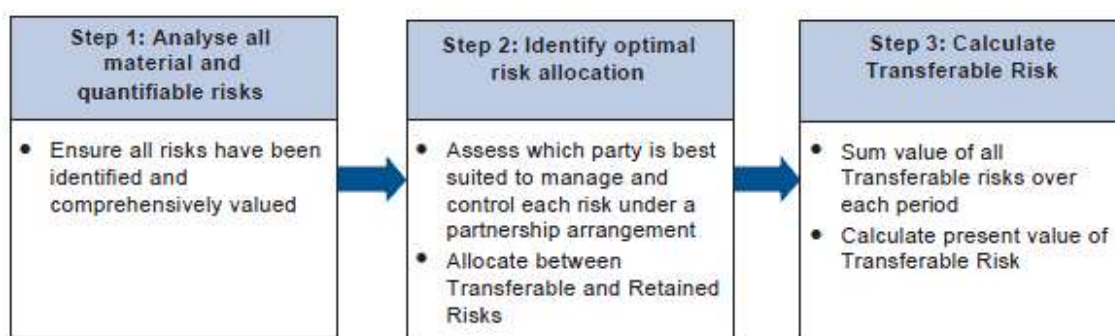 Step 1: Analyse all
material and
quantifiable risks
• Ensure all risks have been
identified and
comprehensively valued
Step 2: Identify optimal
risk allocation
• Assess which party is best
suited to manage and
control each risk under a
partnership arrangement
• Allocate between
Transferable and Retained
Risks
Step 3: Calculate
Transferable Risk
• Sum value of all
Transferable risks over
each period
• Calculate present value of
Transferable Risk